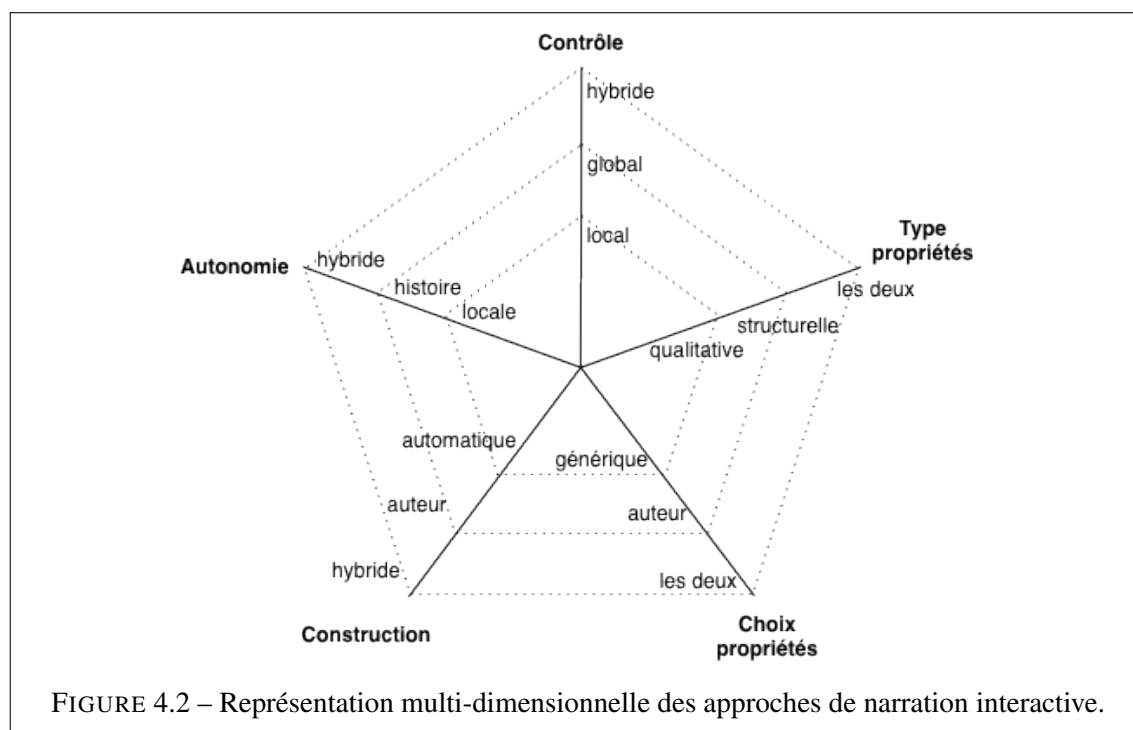 Contrôle
hybride
global
local
Type
propriétés
les deux
structurelle
qualitative
Autonomie
hybride
histoire
locale
automatique
auteur
hybride
Construction
générique
auteur
les deux
Choix
propriétés
FIGURE 4.2 – Représentation multi-dimensionnelle des approches de narration interactive.